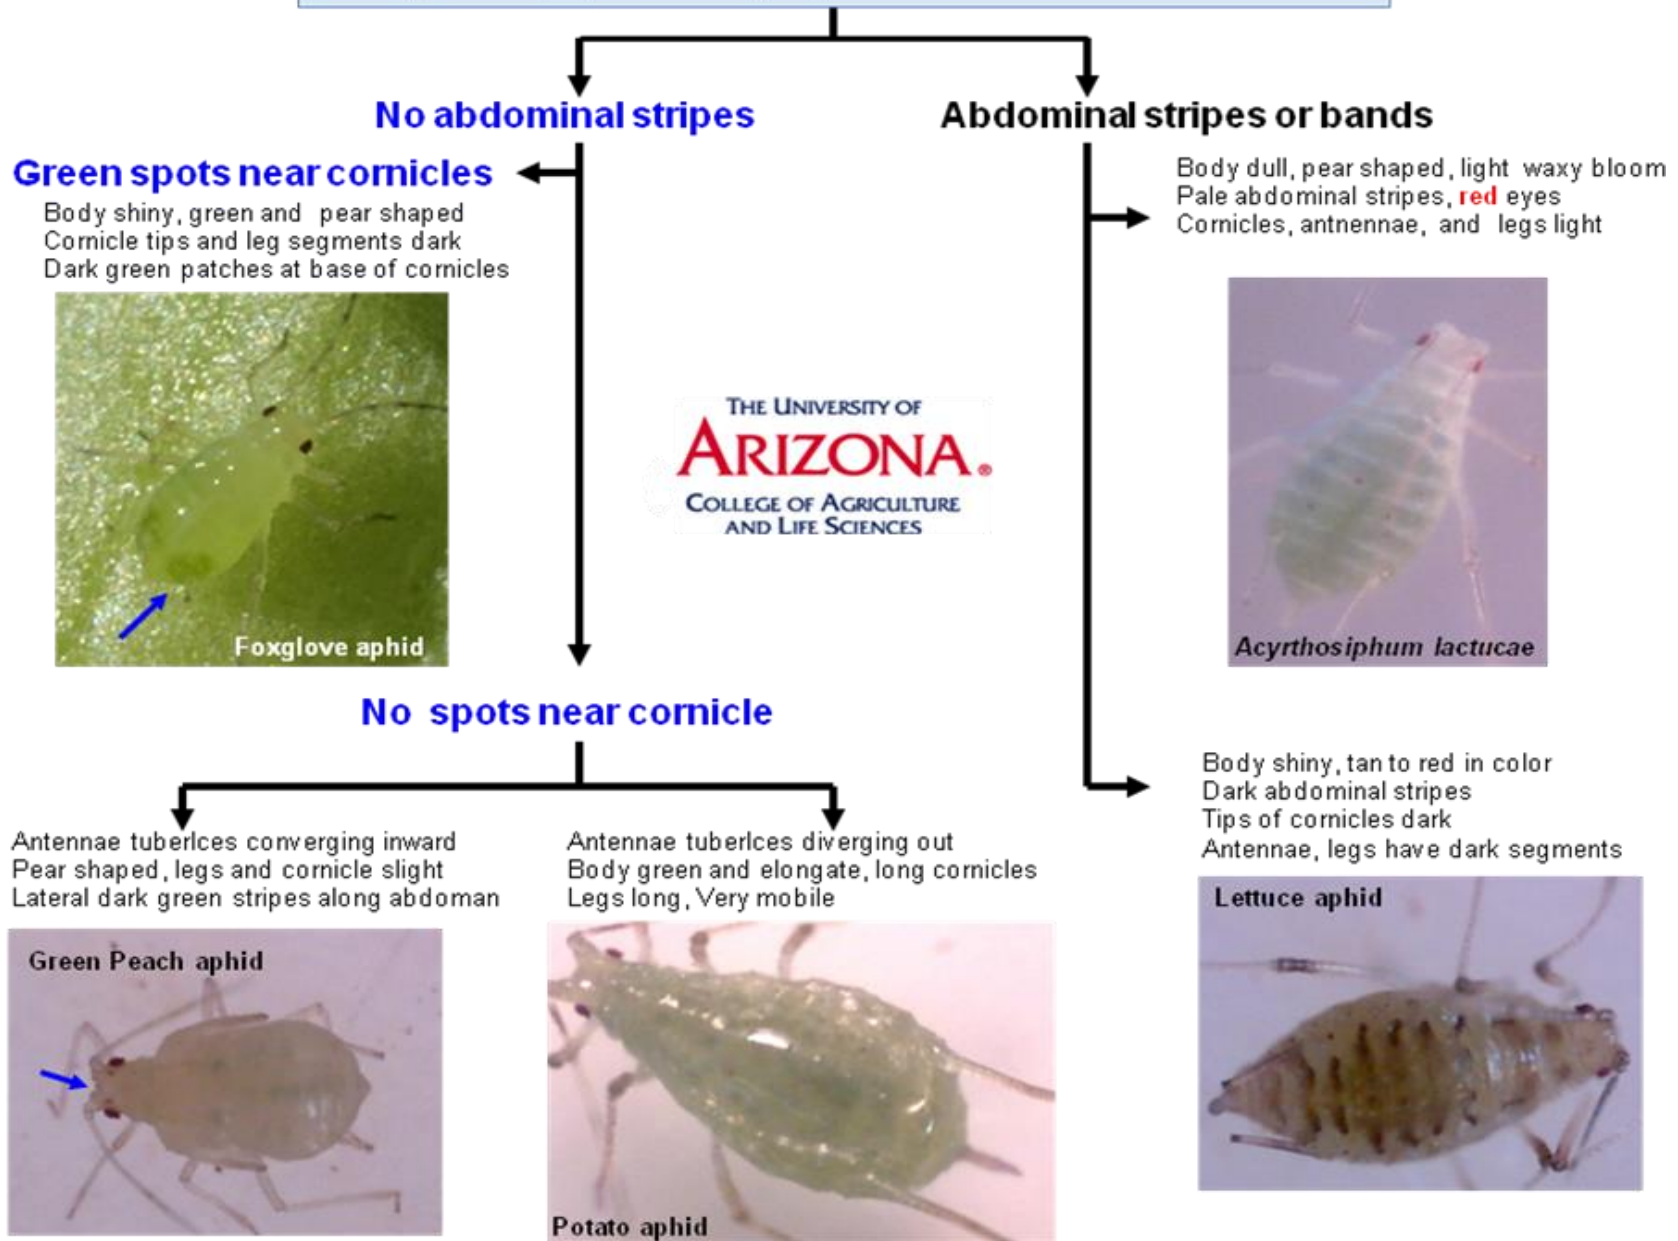 No abdominal stripes
Abdominal stripes or bands
Green spots near cornicles
Body shiny, green and pear shaped
Cornicle tips and leg segments dark
Dark green patches at base of cornicles
Body dull, pear shaped, light waxy bloom
Pale abdominal stripes, red eyes
Cornicles, antnennae, and legs light
Foxglove aphid
THE UNIVERSITY OF
ARIZONA®
COLLEGE OF AGRICULTURE
AND LIFE SCIENCES
Acyrthosiphum lactucae
No spots near cornicle
Antennae tuberlces converging inward
Pear shaped, legs and cornicle slight
Lateral dark green stripes along abdoman
Green Peach aphid
Antennae tuberlces diverging out
Body green and elongate, long cornicles
Legs long, Very mobile
Potato aphid
Body shiny, tan to red in color
Dark abdominal stripes
Tips of cornicles dark
Antennae, legs have dark segments
Lettuce aphid